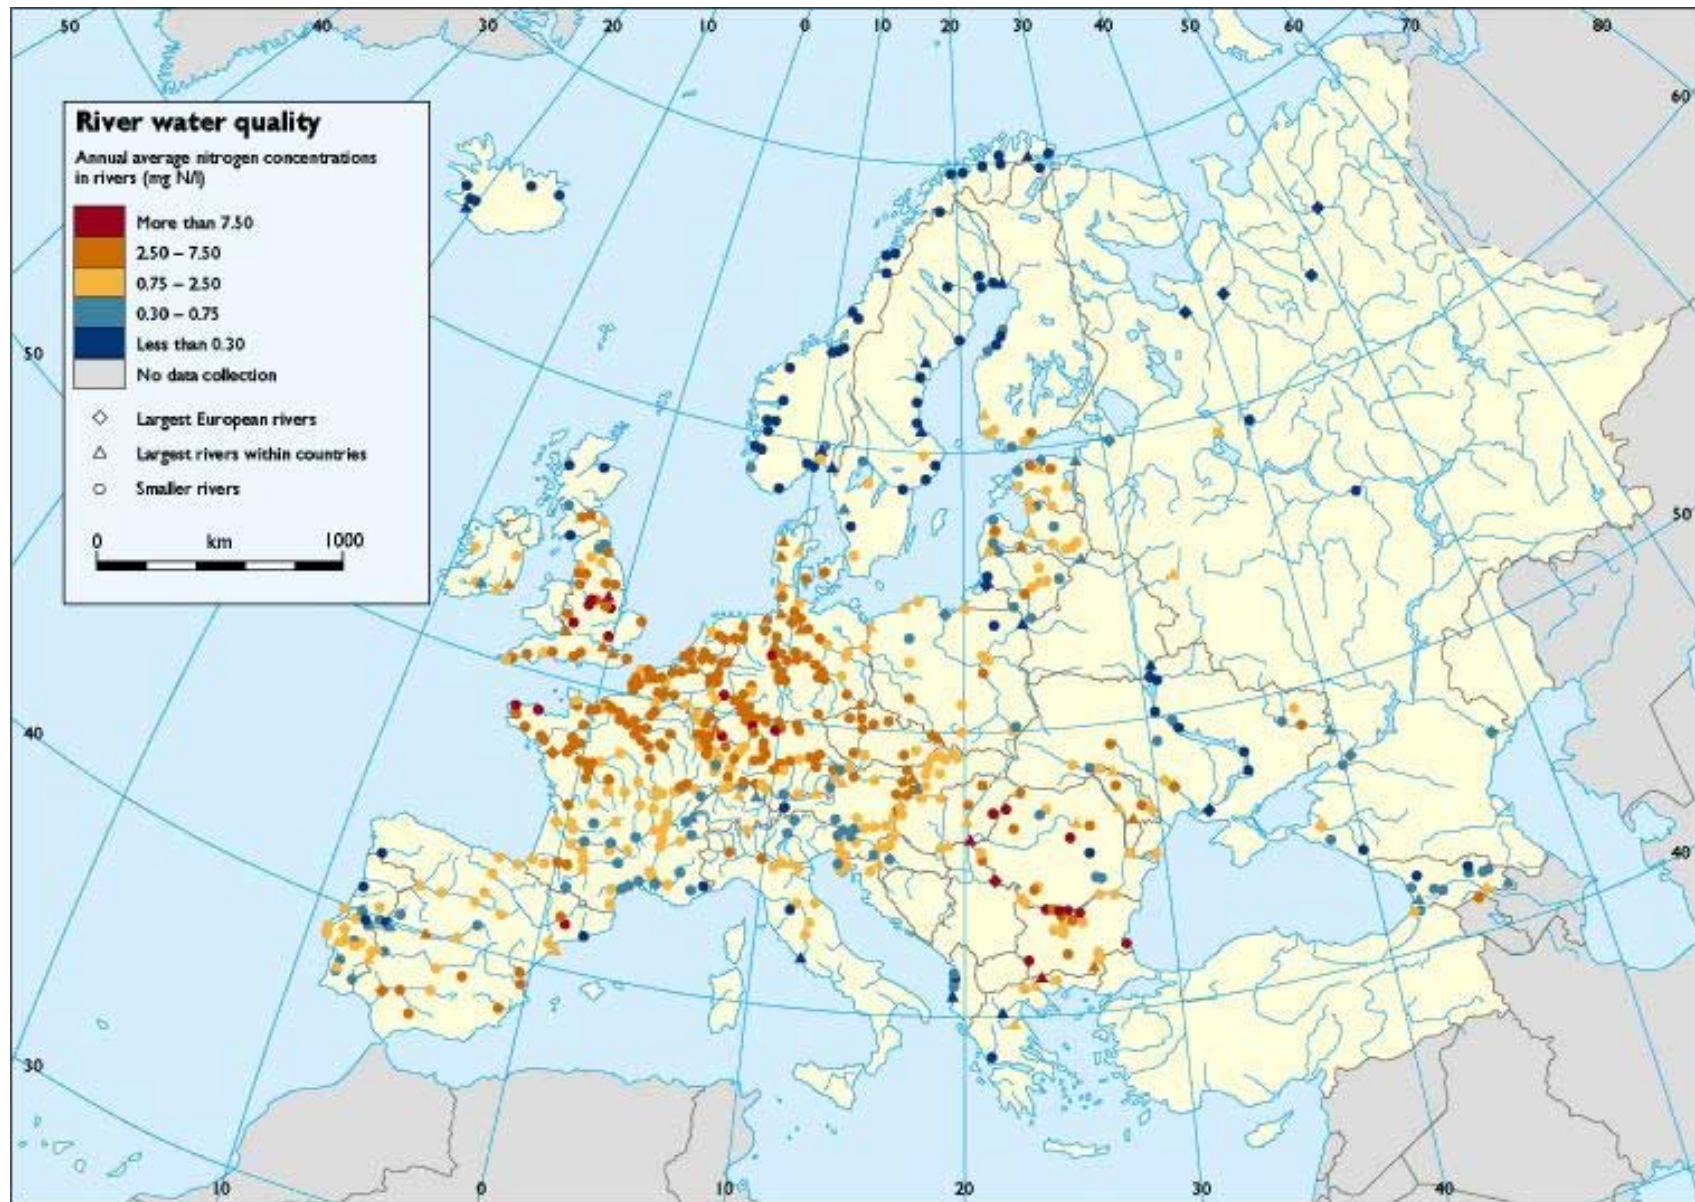 50 40 30 20 10 0 10 20 30 40 50 60 70 80
60
River water quality
Annual average nitrogen concentrations
in rivers (mg N/l)
More than 7.50
2.50 – 7.50
0.75 – 2.50
0.30 – 0.75
Less than 0.30
No data collection
Largest European rivers
Largest rivers within countries
Smaller rivers
0 km 1000
50
50
40
40
30
10 0 10 20 30 40